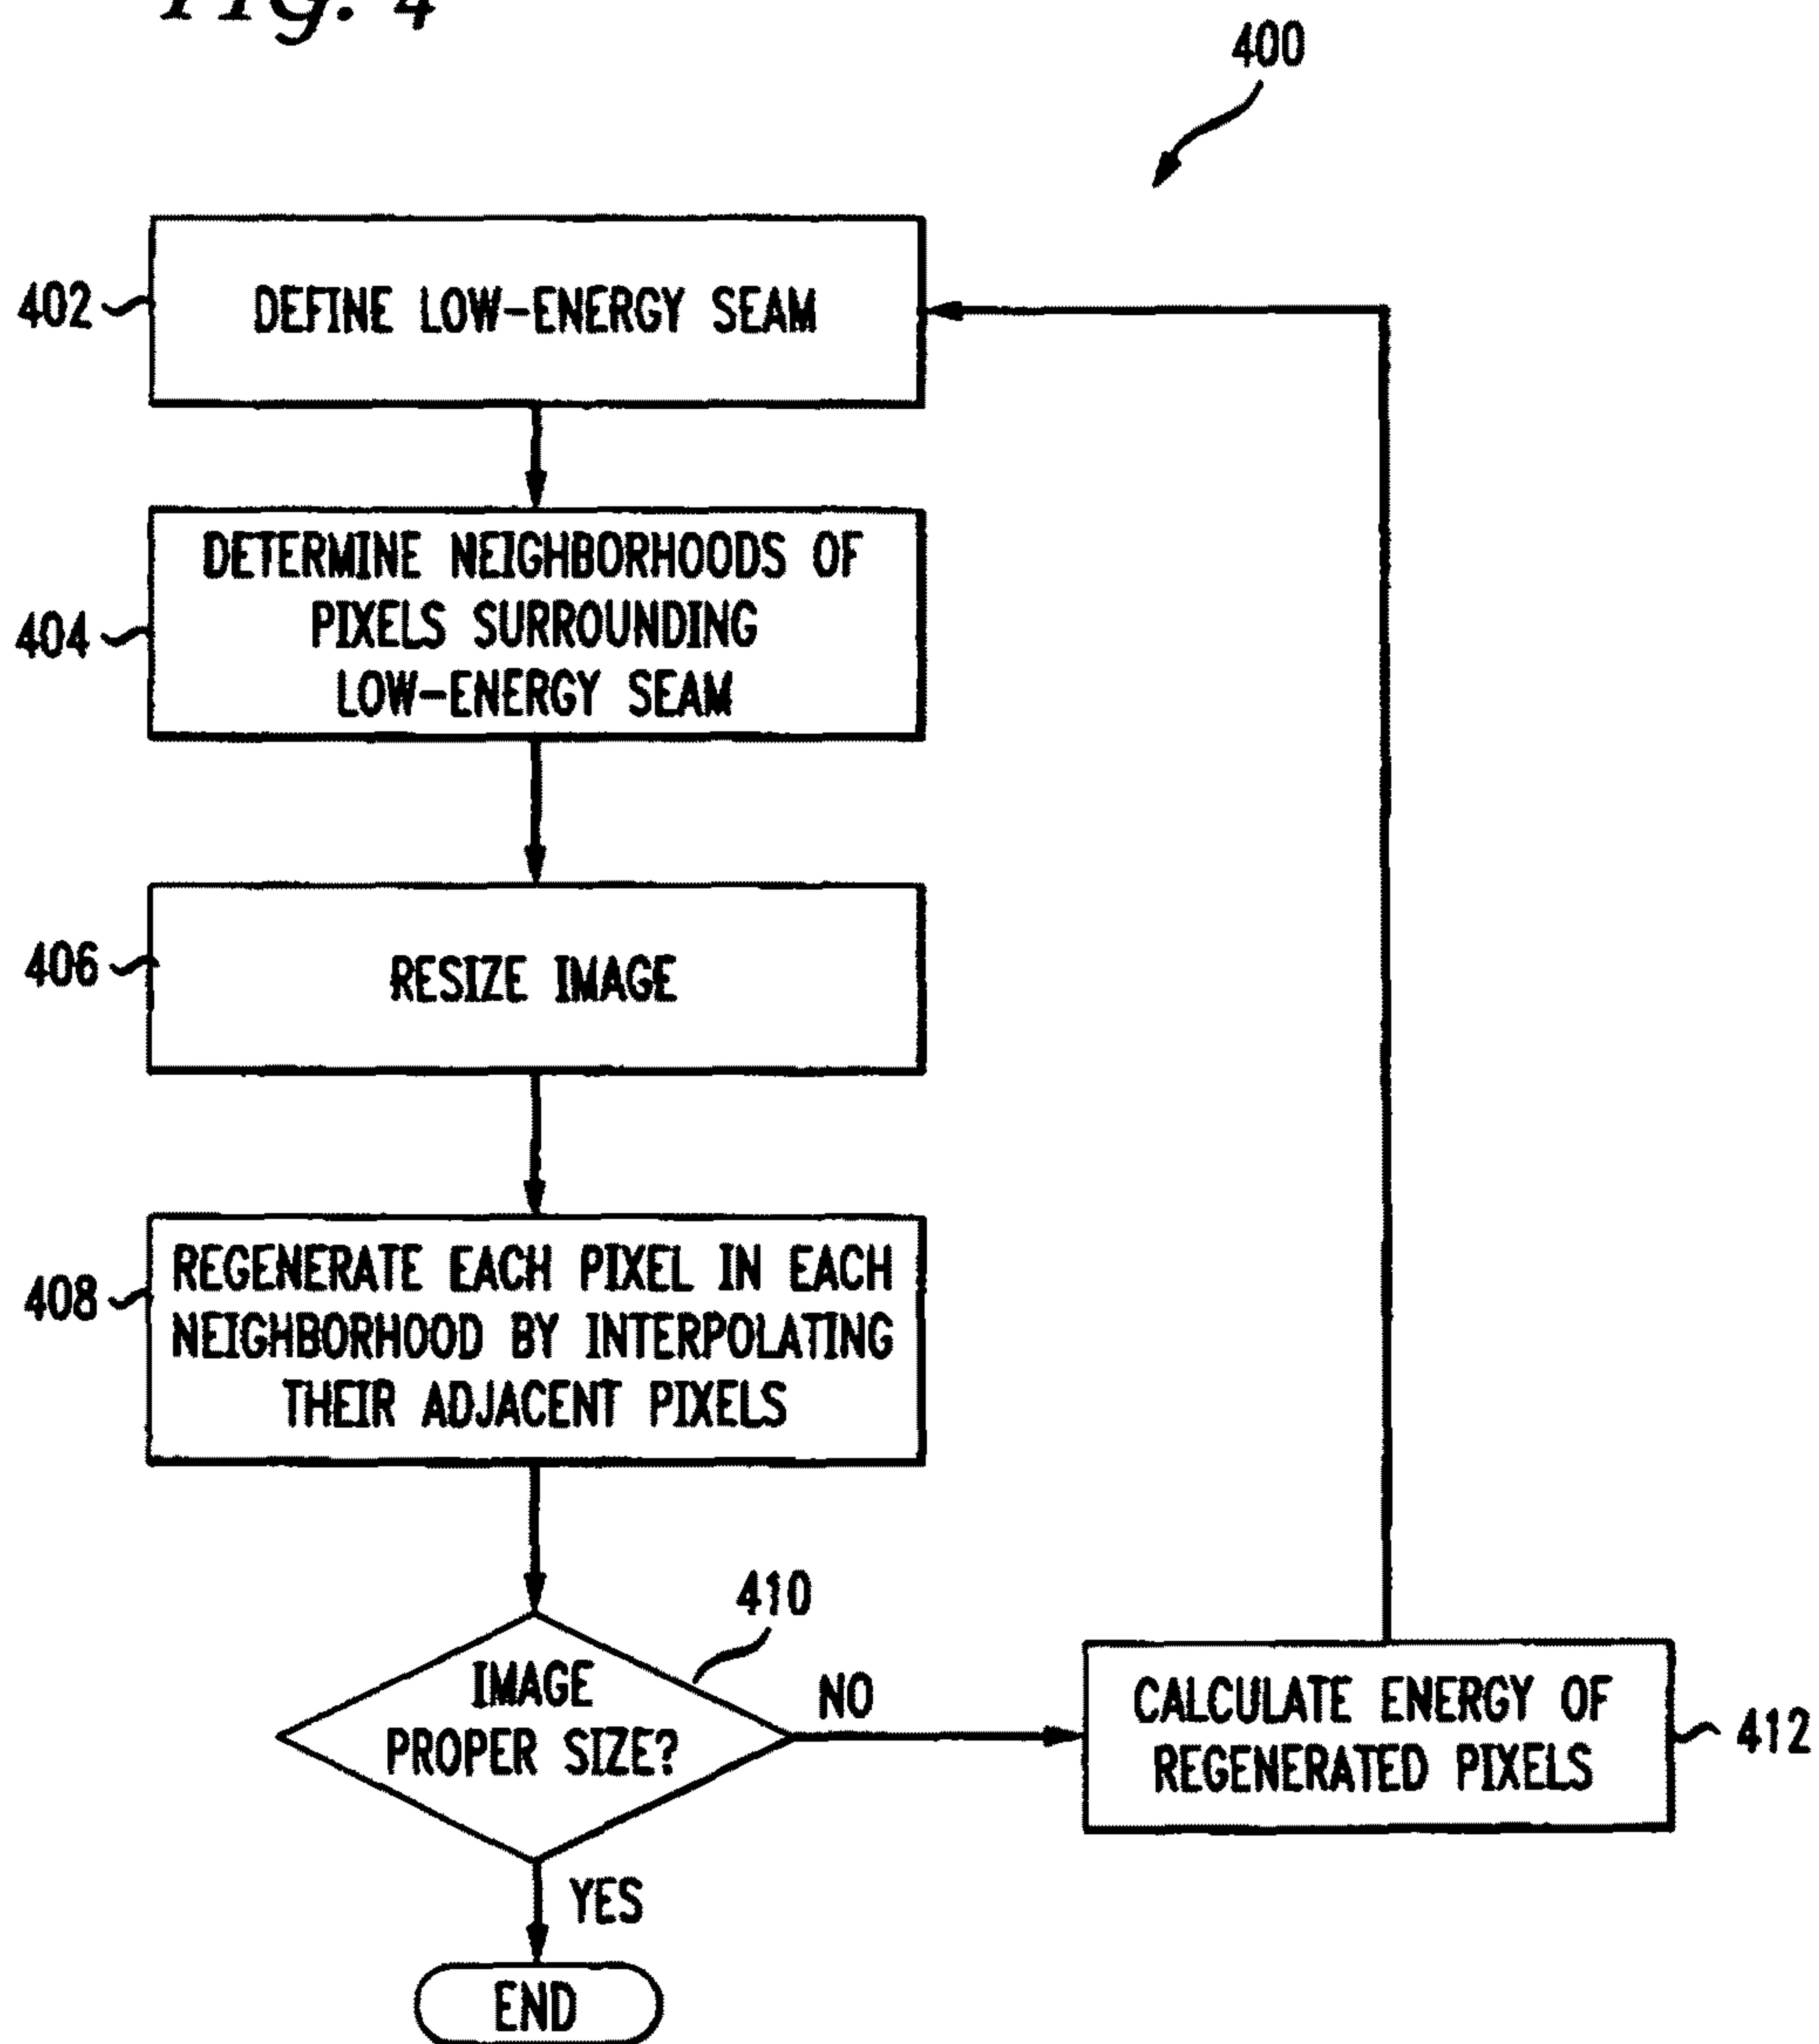 FIG. 4
400
402
DEFINE LOW-ENERGY SEAM
404
DETERMINE NEIGHBORHOODS OF
PIXELS SURROUNDING
LOW-ENERGY SEAM
406
RESIZE IMAGE
408
REGENERATE EACH PIXEL IN EACH
NEIGHBORHOOD BY INTERPOLATING
THEIR ADJACENT PIXELS
410
IMAGE
PROPER SIZE?
NO
CALCULATE ENERGY OF
REGENERATED PIXELS
412
YES
END